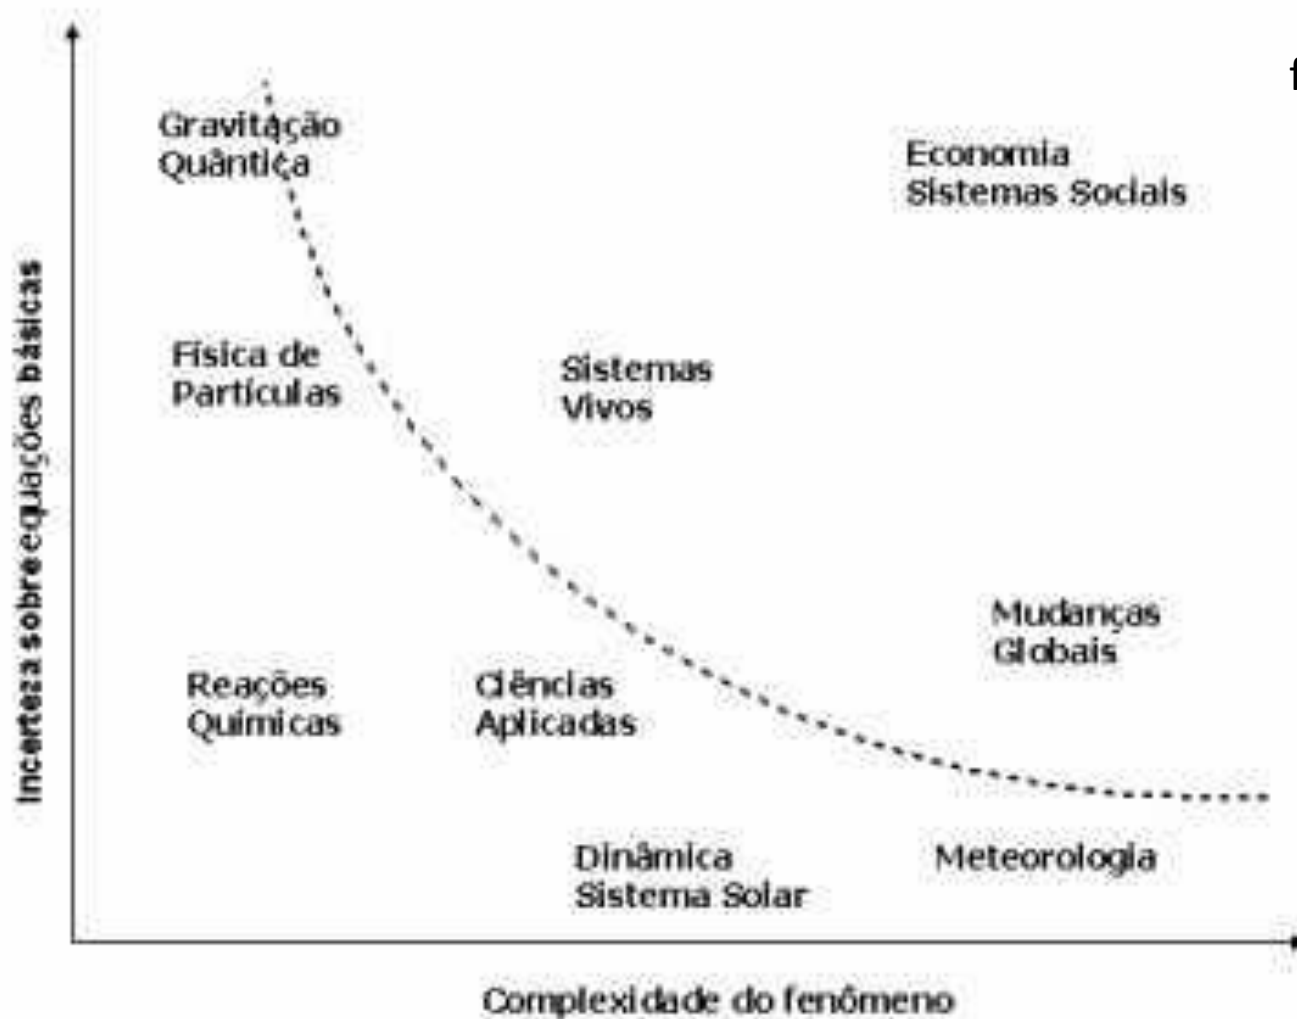 f
Gravitação
Quântica
Economia
Sistemas Sociais
Física de
Partículas
Sistemas
Vivos
Incerteza sobre equações básicas
Mudanças
Globais
Reações
Químicas
Ciências
Aplicadas
Dinâmica
Sistema Solar
Meteorologia
Complexidade do fenômeno